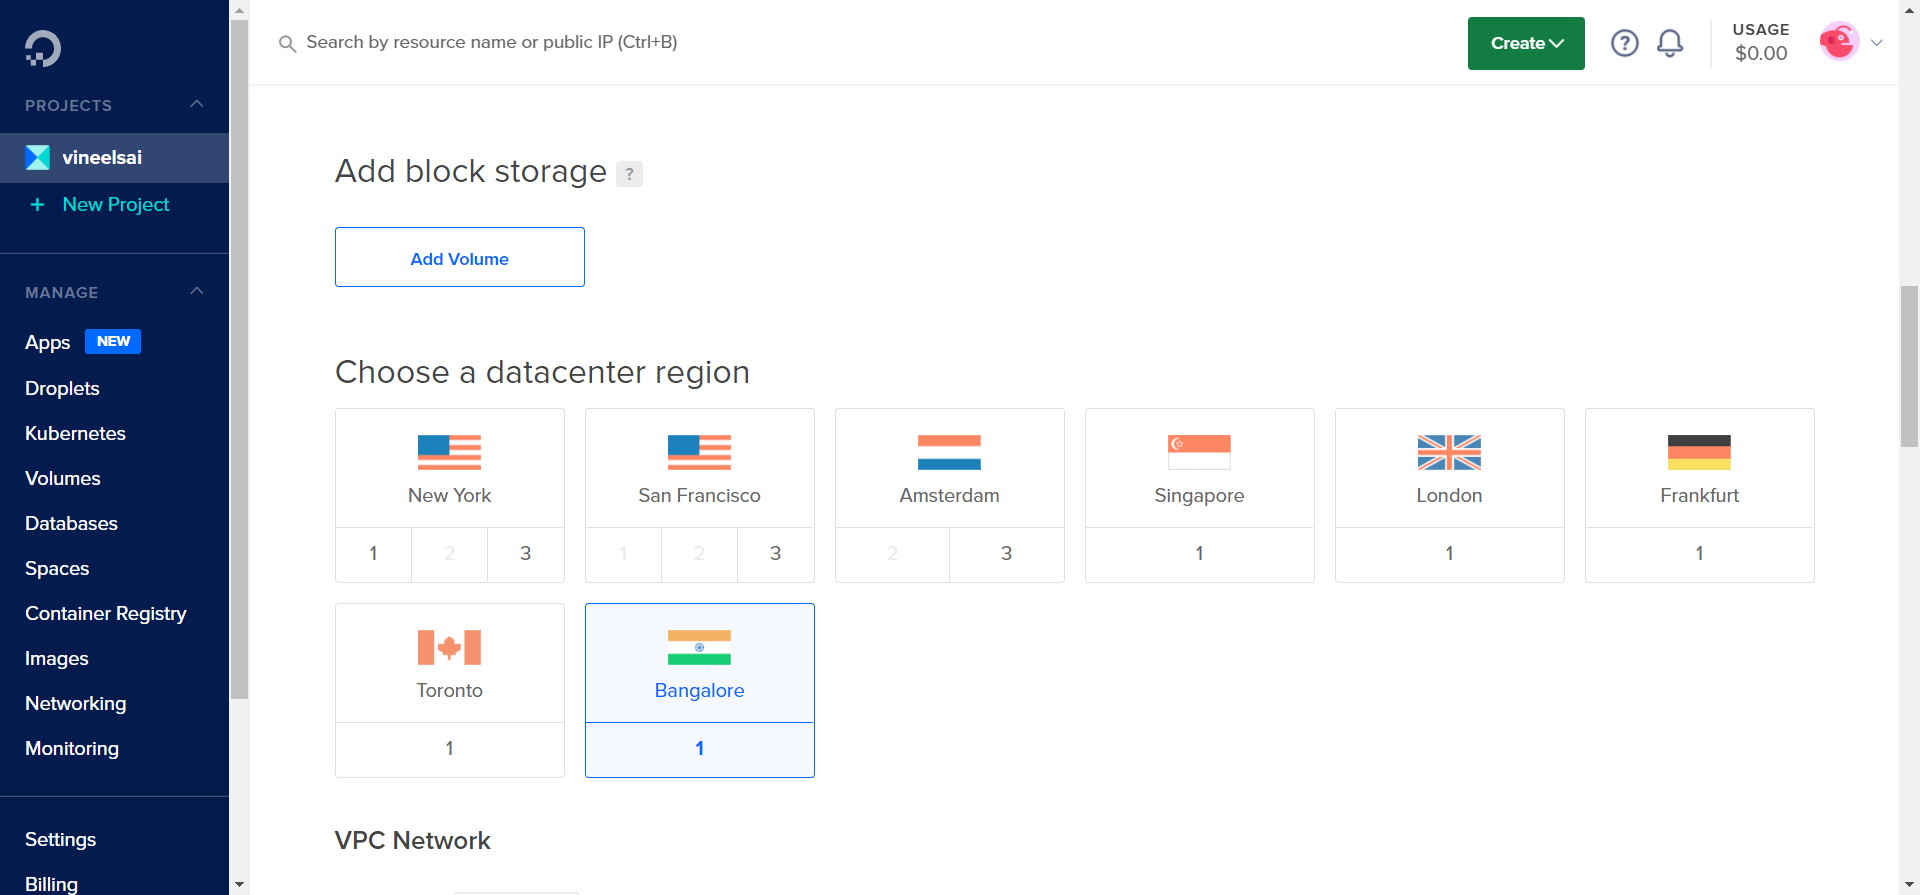 Search by resource name or public IP (Ctrl+B)
Create
?
USAGE
$0.00
PROJECTS
vineelsai
+ New Project
MANAGE
Apps NEW
Droplets
Kubernetes
Volumes
Databases
Spaces
Container Registry
Images
Networking
Monitoring
Settings
Billing
Add block storage ?
Add Volume
Choose a datacenter region
New York
1 2 3
San Francisco
1 2 3
Amsterdam
2 3
Singapore
1
London
1
Frankfurt
1
Toronto
1
Bangalore
1
VPC Network